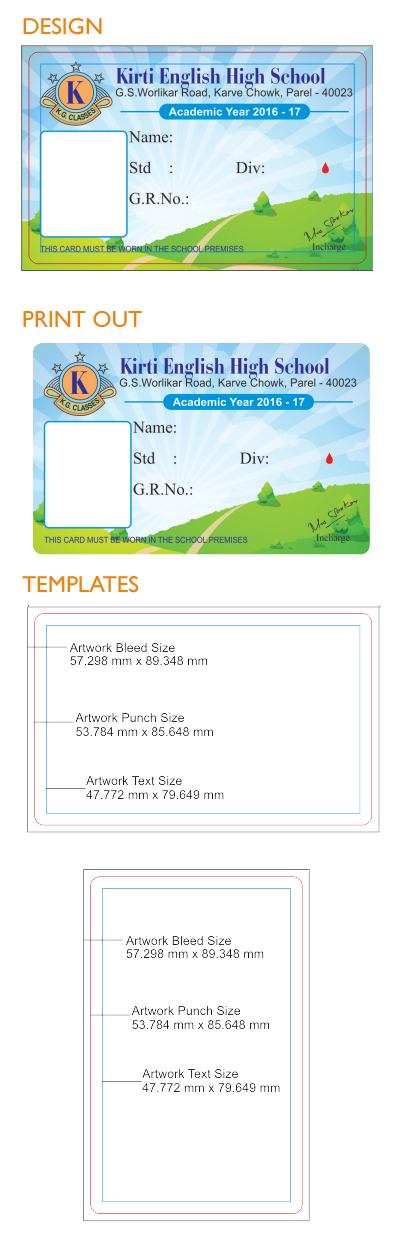 DESIGN
Kirti English High School
G.S.Worlikar Road, Karve Chowk, Parel - 40023
Academic Year 2016 - 17
K
K.G. CLASSES
Name:
Std : Div:
G.R.No.:
THIS CARD MUST BE WORN IN THE SCHOOL PREMISES
Incharge
PRINT OUT
Kirti English High School
G.S.Worlikar Road, Karve Chowk, Parel - 40023
Academic Year 2016 - 17
K
K.G. CLASSES
Name:
Std : Div:
G.R.No.:
THIS CARD MUST BE WORN IN THE SCHOOL PREMISES
Incharge
TEMPLATES
Artwork Bleed Size
57.298 mm x 89.348 mm
Artwork Punch Size
53.784 mm x 85.648 mm
Artwork Text Size
47.772 mm x 79.649 mm
Artwork Bleed Size
57.298 mm x 89.348 mm
Artwork Punch Size
53.784 mm x 85.648 mm
Artwork Text Size
47.772 mm x 79.649 mm